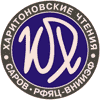 ХАРИТОНОВСКИЕ ЧТЕНИЯ
ЮХ
САРОВ • РФЯЦ-ВНИИЭФ